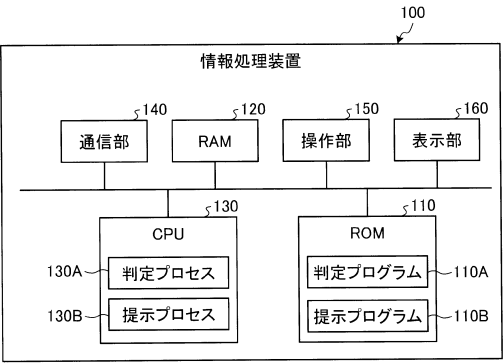 100
情報処理装置
140
120
150
160
通信部
RAM
操作部
表示部
130
110
CPU
ROM
130A
判定プロセス
判定プログラム
110A
130B
提示プロセス
提示プログラム
110B